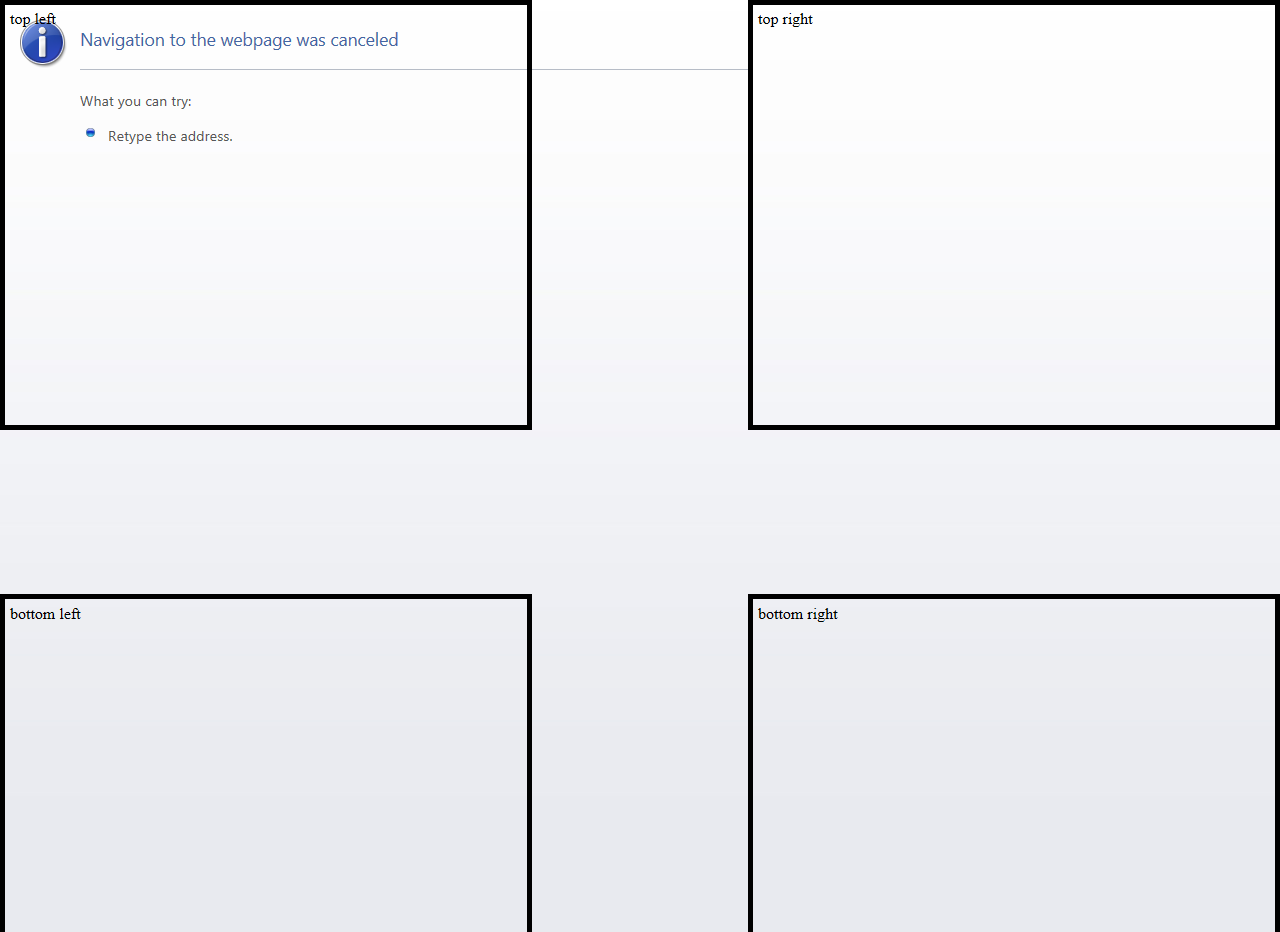 top left
top right
Navigation to the webpage was canceled
What you can try:
Retype the address.
bottom left
bottom right